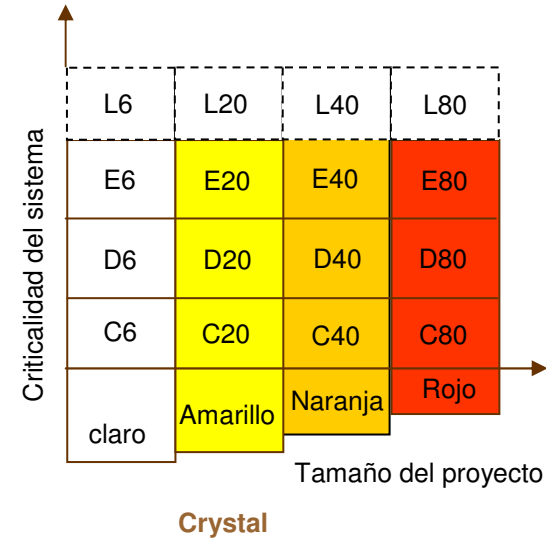 L6 L20 L40 L80
E6 E20 E40 E80
D6 D20 D40 D80
C6 C20 C40 C80
claro Amarillo Naranja Rojo
Criticalidad del sistema
Tamaño del proyecto
Crystal